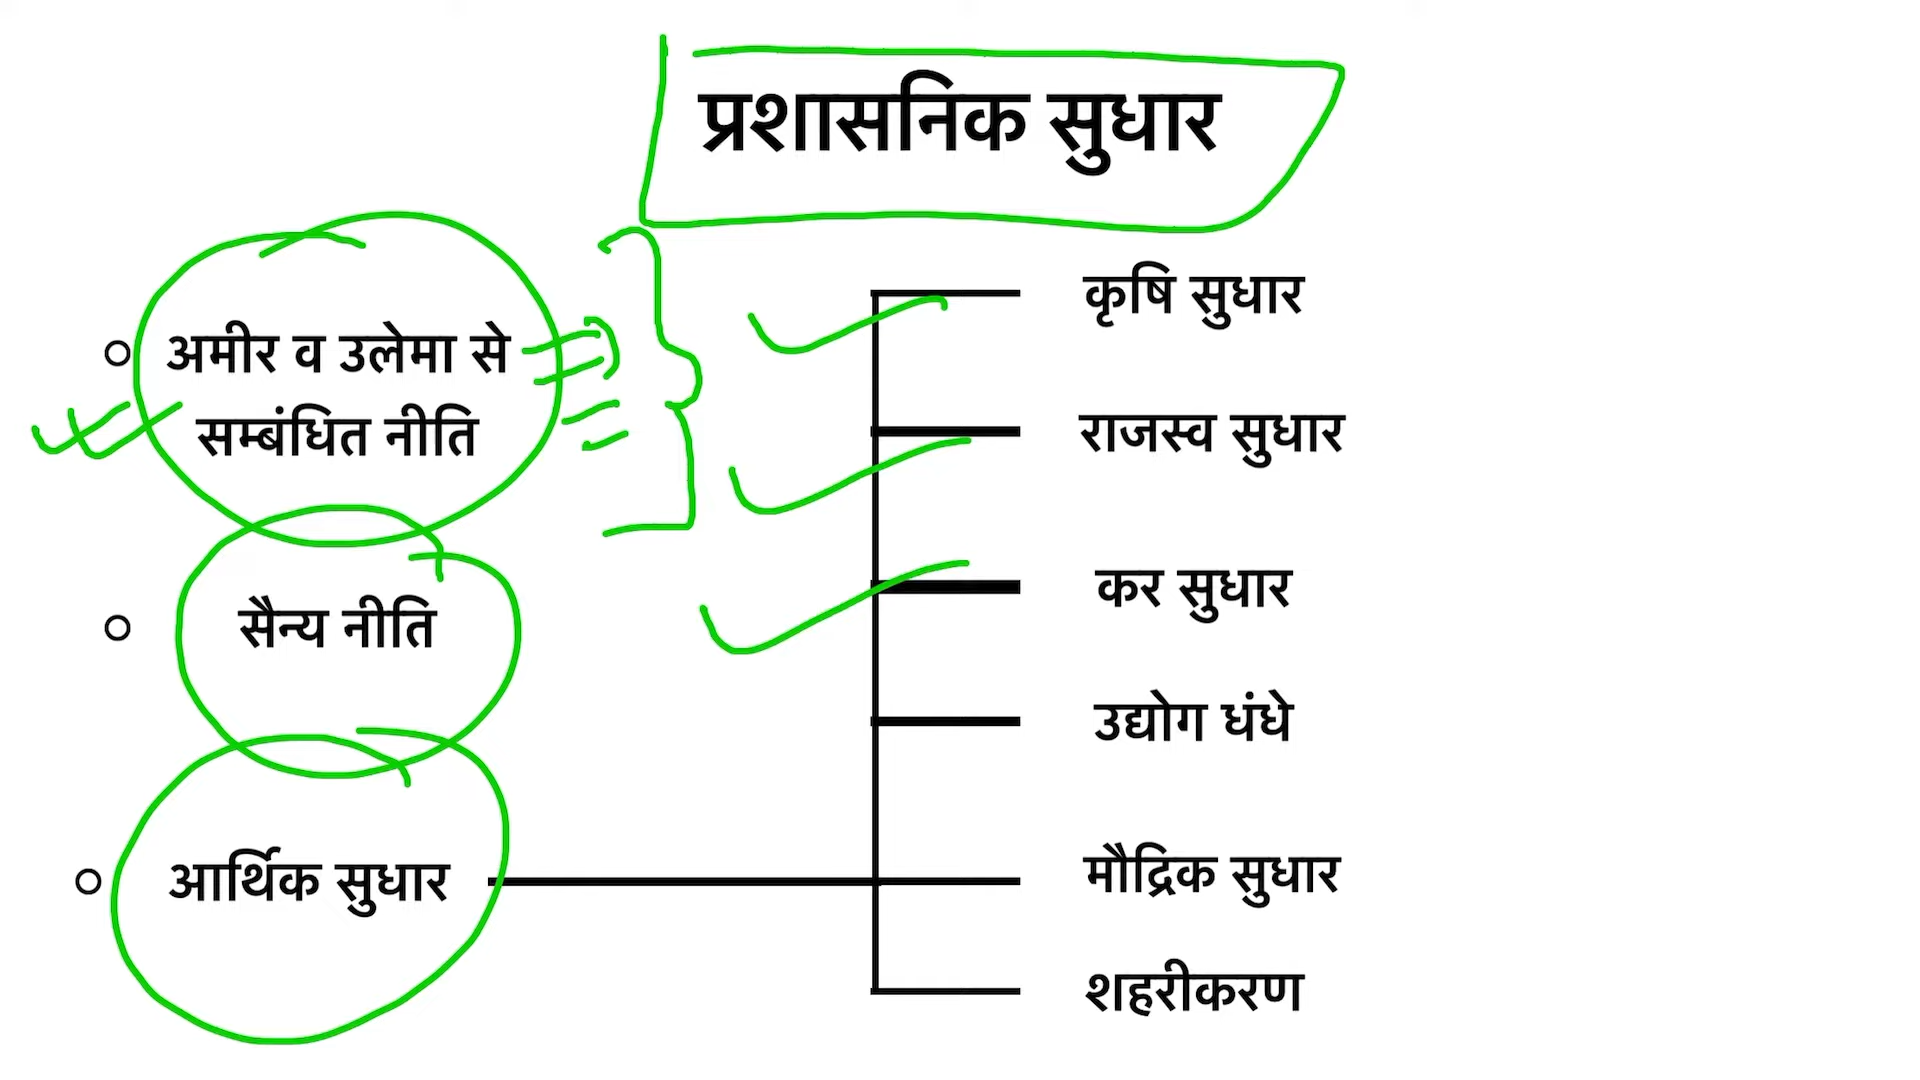 प्रशासनिक सुधार
अमीर व उलेमा से
सम्बंधित नीति
सैन्य नीति
आर्थिक सुधार
कृषि सुधार
राजस्व सुधार
कर सुधार
उद्योग धंधे
मौद्रिक सुधार
शहरीकरण